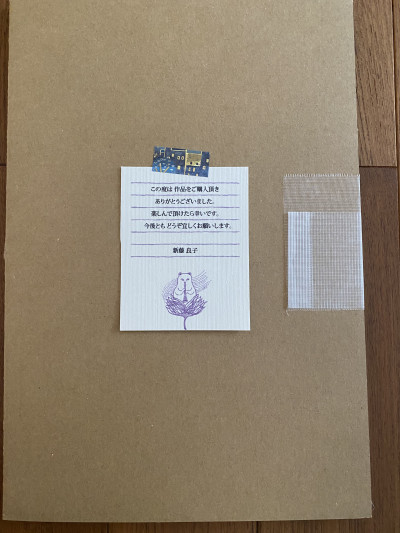 この度は 作品をご購入頂き
ありがとうございました。
楽しんで頂けたら幸いです。
今後とも どうぞ宜しくお願いします。
新藤 良子